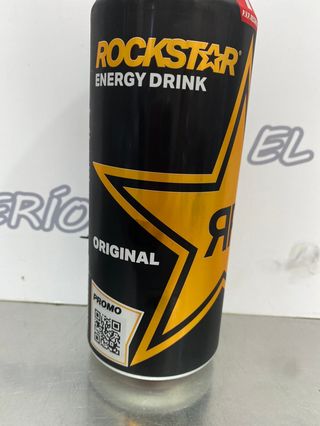 ROCKSTAR
ENERGY DRINK
EL
ERÍO
ORIGINAL
PROMO